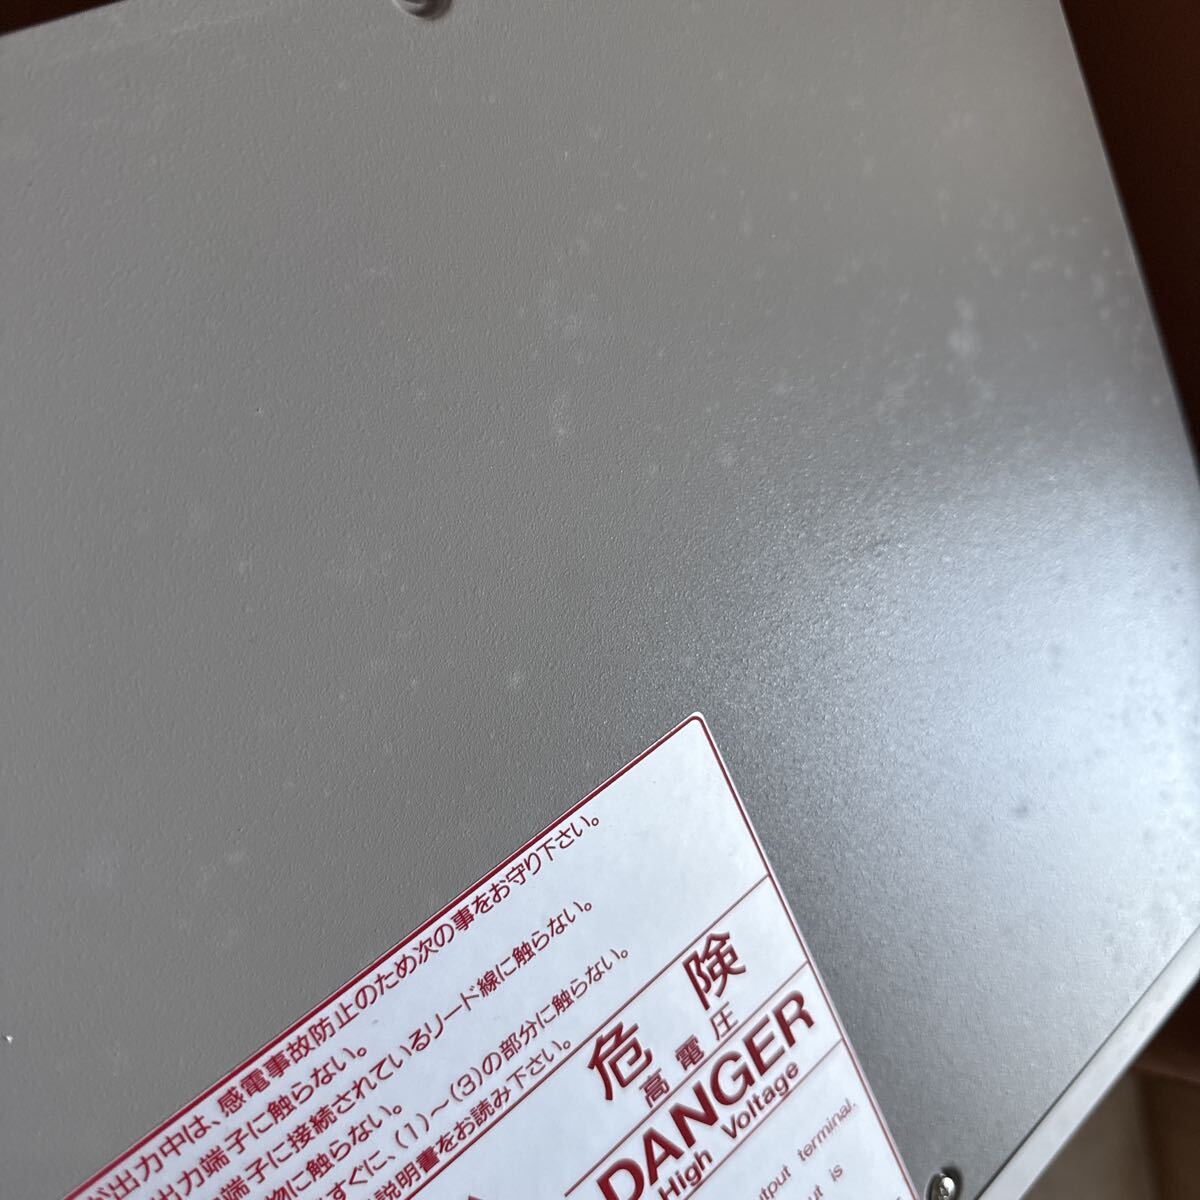 が出力中は、感電事故防止のため次の事をお守り下さい。
出力端子に触らない。
端子に接続されているリード線に触らない。
物に触らない。
すぐに、(1)～(3)の部分に触らない。
説明書をお読み下さい。
危険
高電圧
DANGER
High Voltage
output terminal.
is